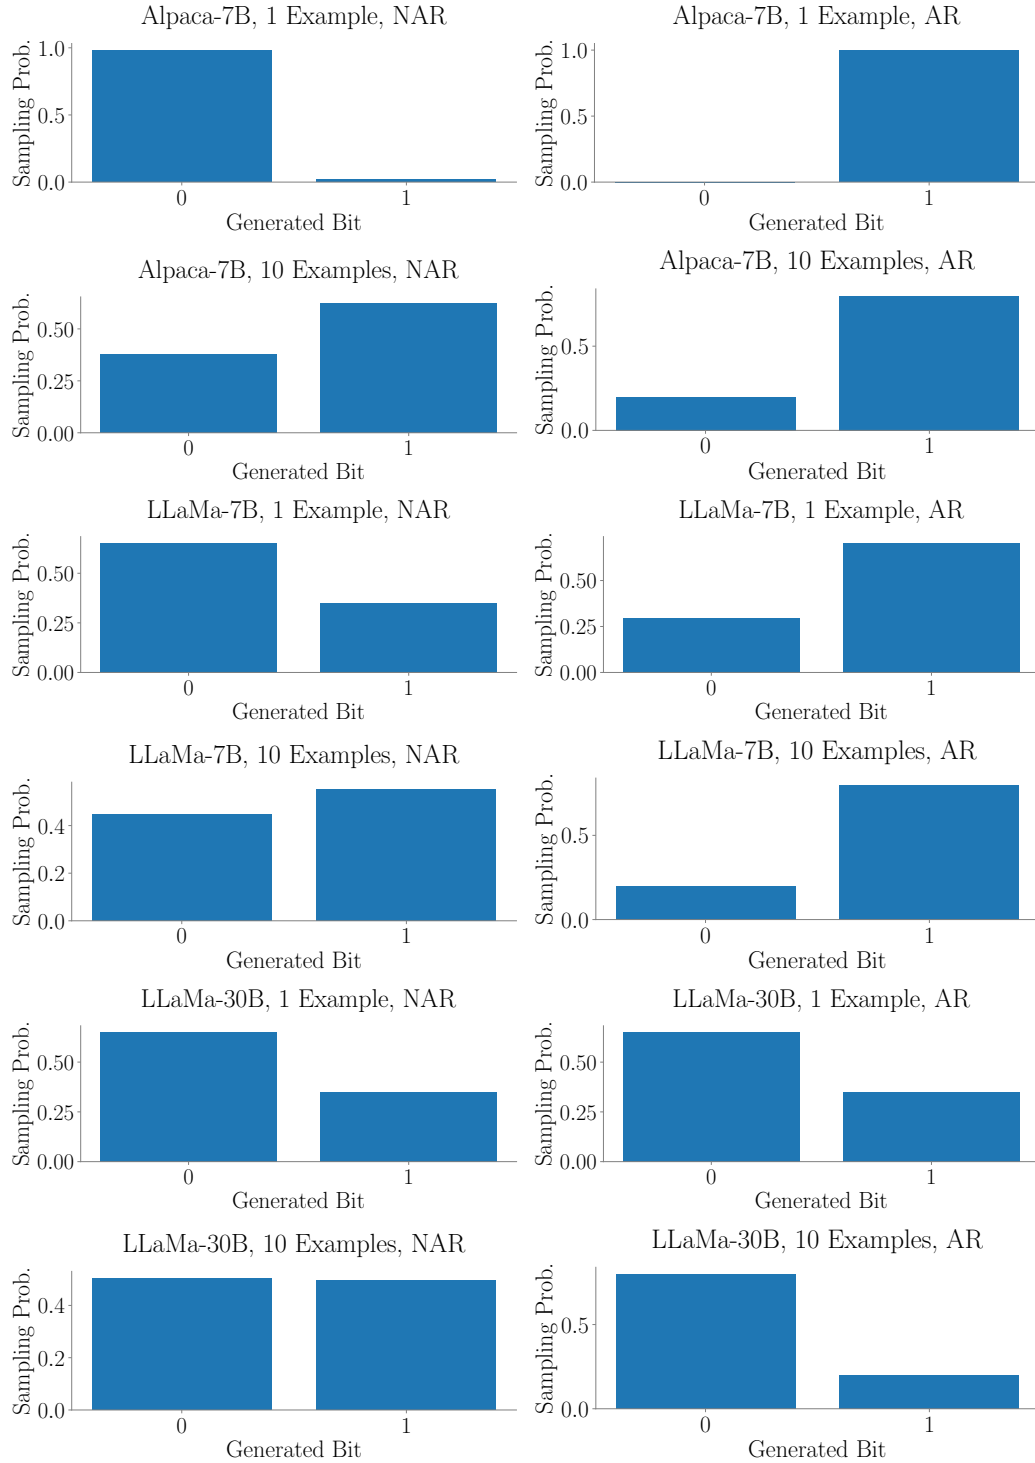 Alpaca-7B, 1 Example, NAR
Sampling Prob.
1.0
0.5
0.0
0 1
Generated Bit
Alpaca-7B, 1 Example, AR
Sampling Prob.
1.0
0.5
0.0
0 1
Generated Bit
Alpaca-7B, 10 Examples, NAR
Sampling Prob.
0.50
0.25
0.00
0 1
Generated Bit
Alpaca-7B, 10 Examples, AR
Sampling Prob.
0.5
0.0
0 1
Generated Bit
LLaMa-7B, 1 Example, NAR
Sampling Prob.
0.50
0.25
0.00
0 1
Generated Bit
LLaMa-7B, 1 Example, AR
Sampling Prob.
0.50
0.25
0.00
0 1
Generated Bit
LLaMa-7B, 10 Examples, NAR
Sampling Prob.
0.4
0.2
0.0
0 1
Generated Bit
LLaMa-7B, 10 Examples, AR
Sampling Prob.
0.5
0.0
0 1
Generated Bit
LLaMa-30B, 1 Example, NAR
Sampling Prob.
0.50
0.25
0.00
0 1
Generated Bit
LLaMa-30B, 1 Example, AR
Sampling Prob.
0.50
0.25
0.00
0 1
Generated Bit
LLaMa-30B, 10 Examples, NAR
Sampling Prob.
0.4
0.2
0.0
0 1
Generated Bit
LLaMa-30B, 10 Examples, AR
Sampling Prob.
0.5
0.0
0 1
Generated Bit